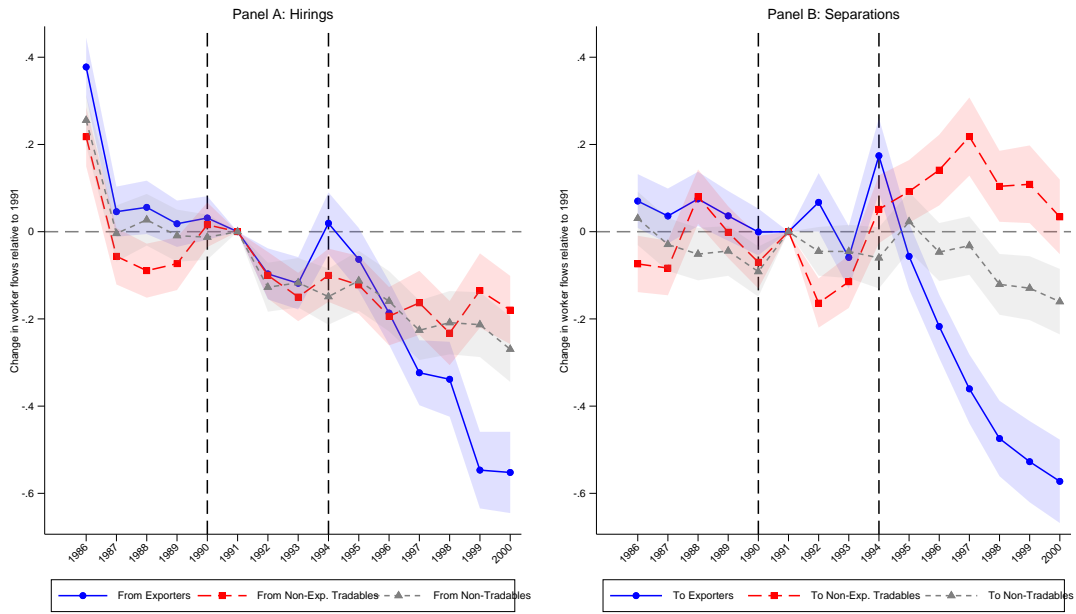 Panel A: Hirings
Change in worker flows relative to 1991
.4
.2
0
-.2
-.4
-.6
1986 1987 1988 1989 1990 1991 1992 1993 1994 1995 1996 1997 1998 1999 2000
From Exporters From Non-Exp. Tradables From Non-Tradables
Panel B: Separations
Change in worker flows relative to 1991
.4
.2
0
-.2
-.4
-.6
1986 1987 1988 1989 1990 1991 1992 1993 1994 1995 1996 1997 1998 1999 2000
To Exporters To Non-Exp. Tradables To Non-Tradables